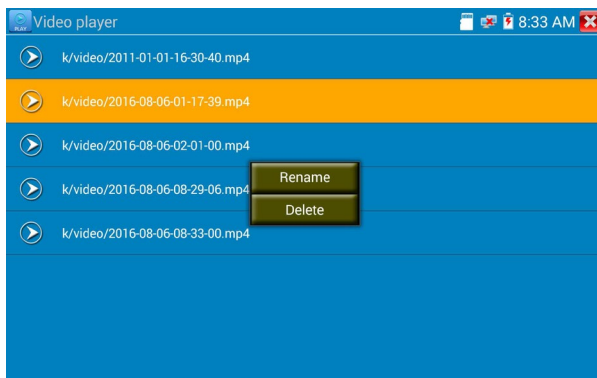 PLAY
Video player
8:33 AM
k/video/2011-01-01-16-30-40.mp4
k/video/2016-08-06-01-17-39.mp4
k/video/2016-08-06-02-01-00.mp4
k/video/2016-08-06-08-29-06.mp4
k/video/2016-08-06-08-33-00.mp4
Rename
Delete